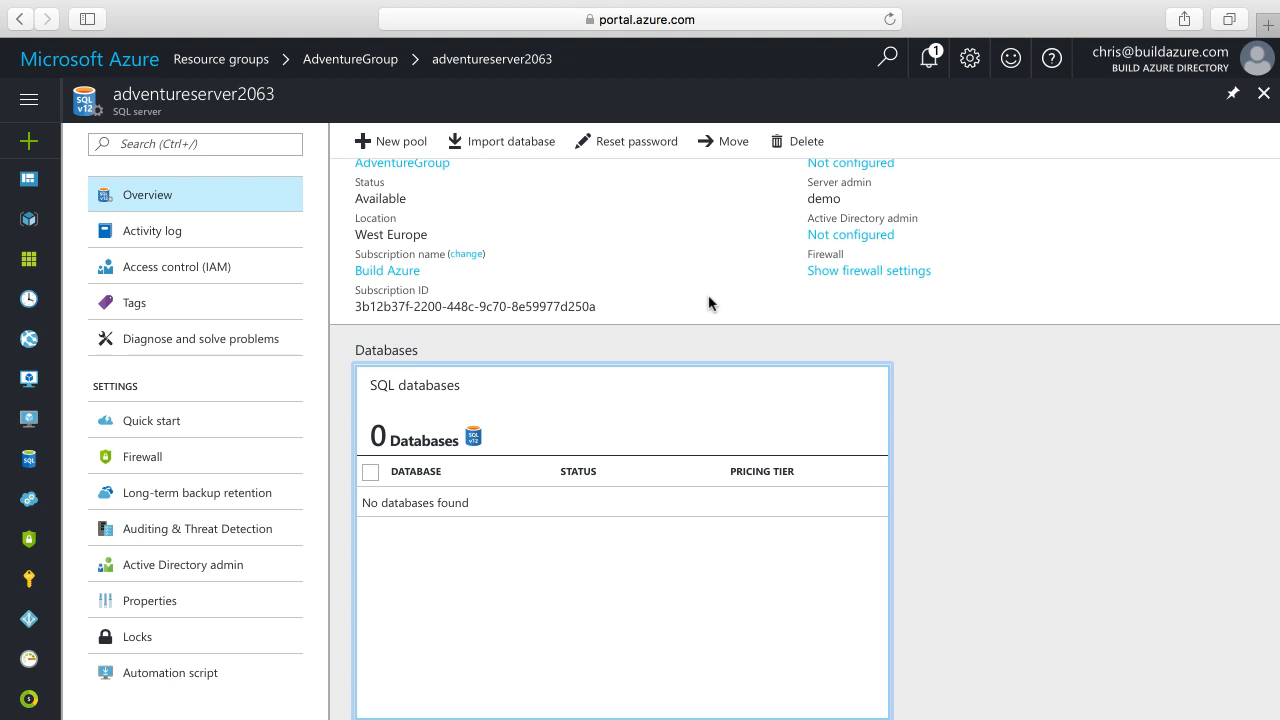 portal.azure.com
Microsoft Azure Resource groups AdventureGroup adventureserver2063
1
chris@buildazure.com
BUILD AZURE DIRECTORY
SQL v12
adventureserver2063
SQL server
Search (Ctrl+/)
Overview
Activity log
Access control (IAM)
Tags
Diagnose and solve problems
SETTINGS
Quick start
Firewall
Long-term backup retention
Auditing & Threat Detection
Active Directory admin
Properties
Locks
Automation script
New pool Import database Reset password Move Delete
AdventureGroup
Status
Available
Location
West Europe
Subscription name (change)
Build Azure
Subscription ID
3b12b37f-2200-448c-9c70-8e59977d250a
Not configured
Server admin
demo
Active Directory admin
Not configured
Firewall
Show firewall settings
Databases
SQL databases
0 Databases
DATABASE STATUS PRICING TIER
No databases found